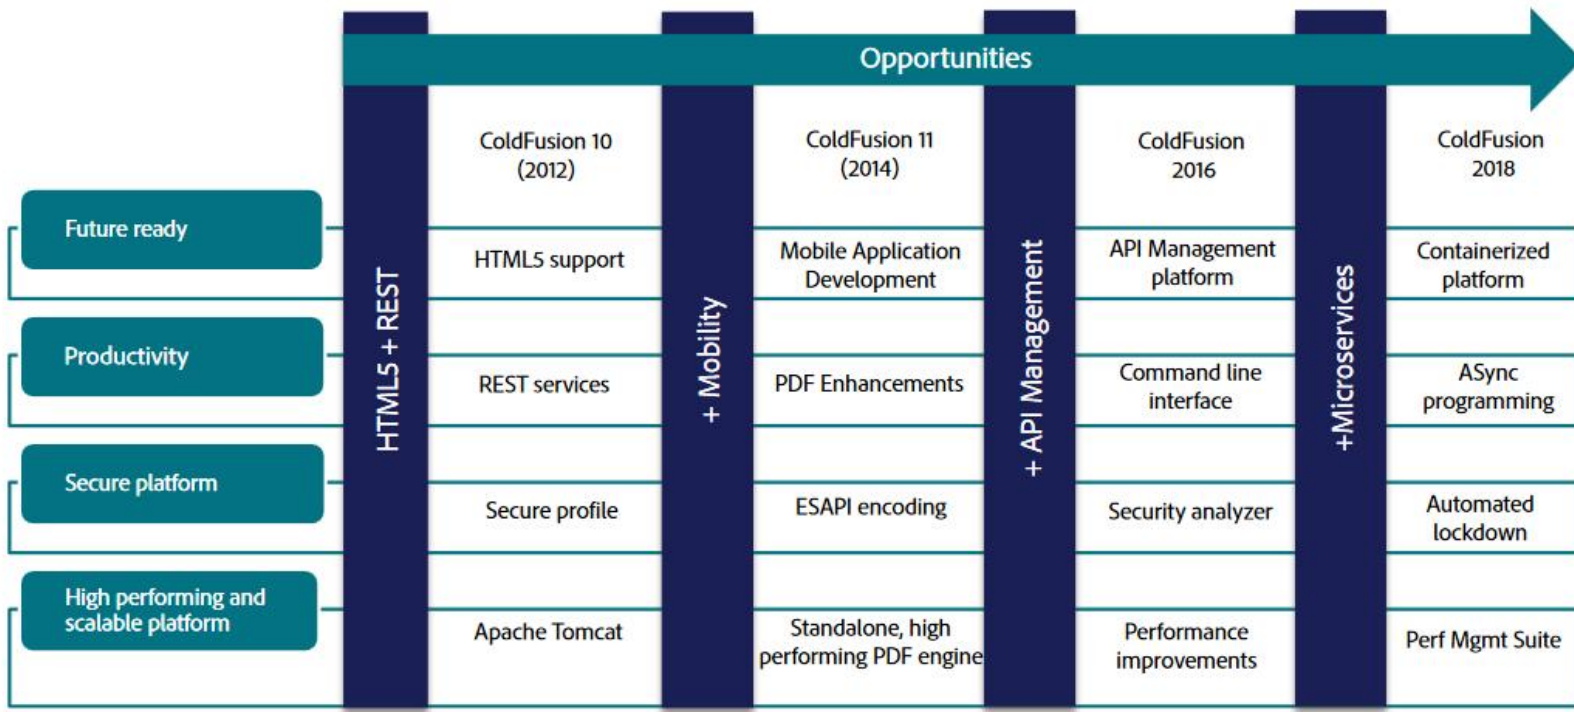 Opportunities
ColdFusion 10
(2012)
ColdFusion 11
(2014)
ColdFusion
2016
ColdFusion
2018
HTML5 + REST
+ Mobility
+ API Management
+Microservices
Future ready
HTML5 support
Mobile Application
Development
API Management
platform
Containerized
platform
Productivity
REST services
PDF Enhancements
Command line
interface
ASync
programming
Secure platform
Secure profile
ESAPI encoding
Security analyzer
Automated
lockdown
High performing and
scalable platform
Apache Tomcat
Standalone, high
performing PDF engine
Performance
improvements
Perf Mgmt Suite